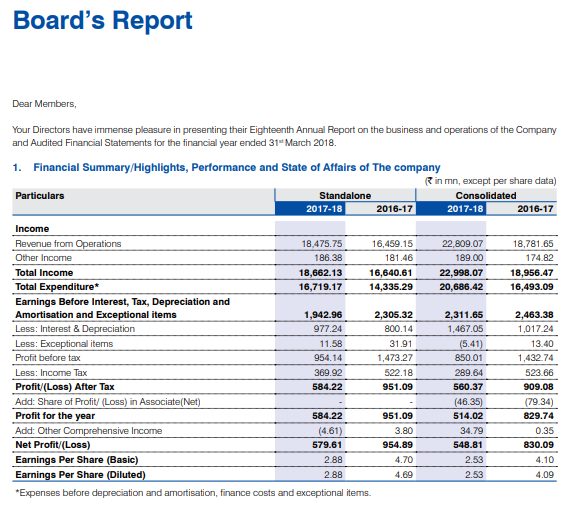 Board's Report
Dear Members,
Your Directors have immense pleasure in presenting their Eighteenth Annual Report on the business and operations of the Company
and Audited Financial Statements for the financial year ended 31st March 2018.
1. Financial Summary/Highlights, Performance and State of Affairs of The company
(₹ in mn, except per share data)
Particulars Standalone Consolidated
2017-18 2016-17 2017-18 2016-17
Income
Revenue from Operations 18,475.75 16,459.15 22,809.07 18,781.65
Other Income 186.38 181.46 189.00 174.82
Total Income 18,662.13 16,640.61 22,998.07 18,956.47
Total Expenditure* 16,719.17 14,335.29 20,686.42 16,493.09
Earnings Before Interest, Tax, Depreciation and
Amortisation and Exceptional items 1,942.96 2,305.32 2,311.65 2,463.38
Less: Interest & Depreciation 977.24 800.14 1,467.05 1,017.24
Less: Exceptional items 11.58 31.91 (5.41) 13.40
Profit before tax 954.14 1,473.27 850.01 1,432.74
Less: Income Tax 369.92 522.18 289.64 523.66
Profit/(Loss) After Tax 584.22 951.09 560.37 909.08
Add: Share of Profit/ (Loss) in Associate(Net) - - (46.35) (79.34)
Profit for the year 584.22 951.09 514.02 829.74
Add: Other Comprehensive Income (4.61) 3.80 34.79 0.35
Net Profit/(Loss) 579.61 954.89 548.81 830.09
Earnings Per Share (Basic) 2.88 4.70 2.53 4.10
Earnings Per Share (Diluted) 2.88 4.69 2.53 4.09
*Expenses before depreciation and amortisation, finance costs and exceptional items.